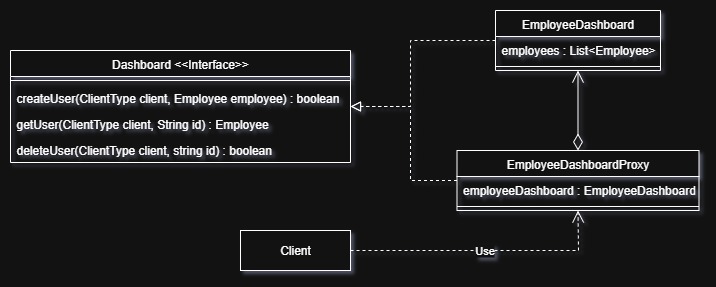 EmployeeDashboard
employees : List<Employee>
Dashboard <<Interface>>
createUser(ClientType client, Employee employee) : boolean
getUser(ClientType client, String id) : Employee
deleteUser(ClientType client, string id) : boolean
EmployeeDashboardProxy
employeeDashboard : EmployeeDashboard
Client
Use